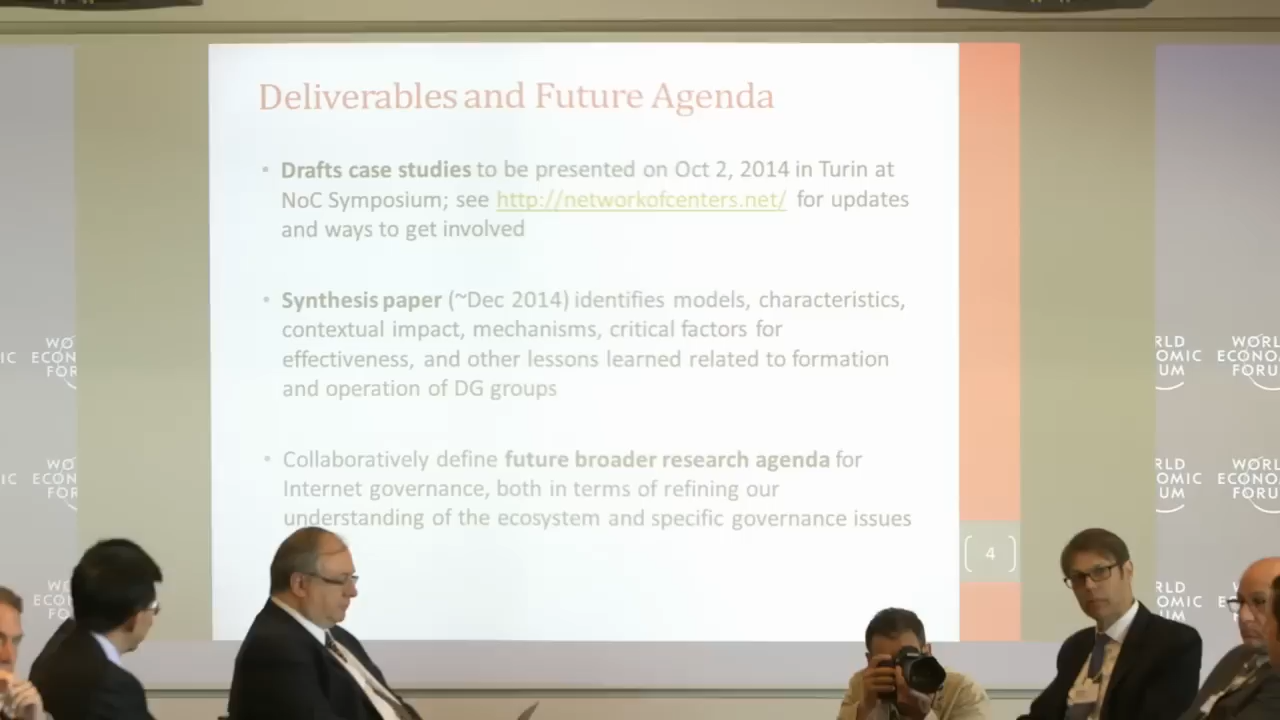 Deliverables and Future Agenda
• Drafts case studies to be presented on Oct 2, 2014 in Turin at
NoC Symposium; see http://networkofcenters.net/ for updates
and ways to get involved
• Synthesis paper (~Dec 2014) identifies models, characteristics,
contextual impact, mechanisms, critical factors for
effectiveness, and other lessons learned related to formation
and operation of DG groups
• Collaboratively define future broader research agenda for
Internet governance, both in terms of refining our
understanding of the ecosystem and specific governance issues
4
WORLD
ECONOMIC
FORUM